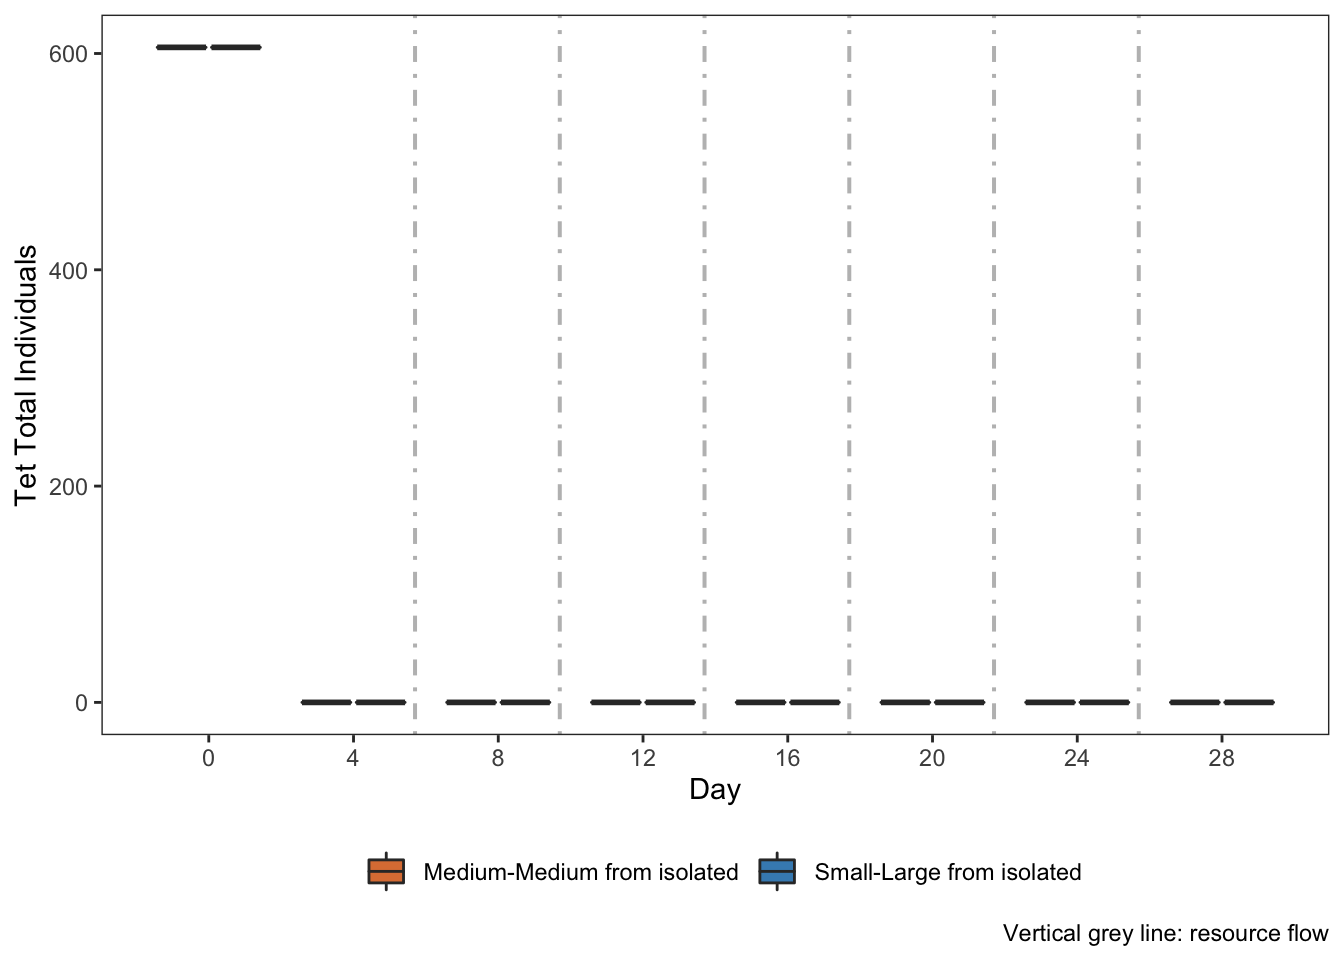 Tet Total Individuals
600
400
200
0
0 4 8 12 16 20 24 28
Day
Medium-Medium from isolated Small-Large from isolated
Vertical grey line: resource flow